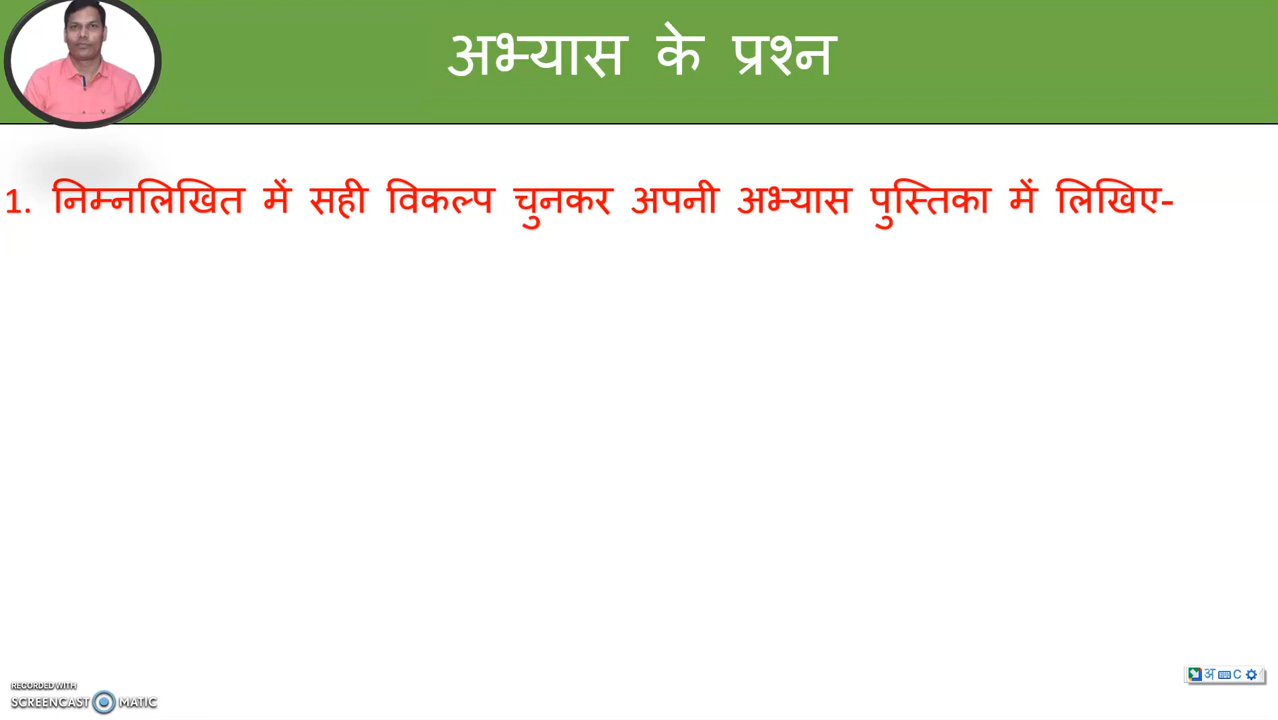 अभ्यास के प्रश्न
1. निम्नलिखित में सही विकल्प चुनकर अपनी अभ्यास पुस्तिका में लिखिए-
RECORDED WITH
SCREENCAST MATIC
अ C